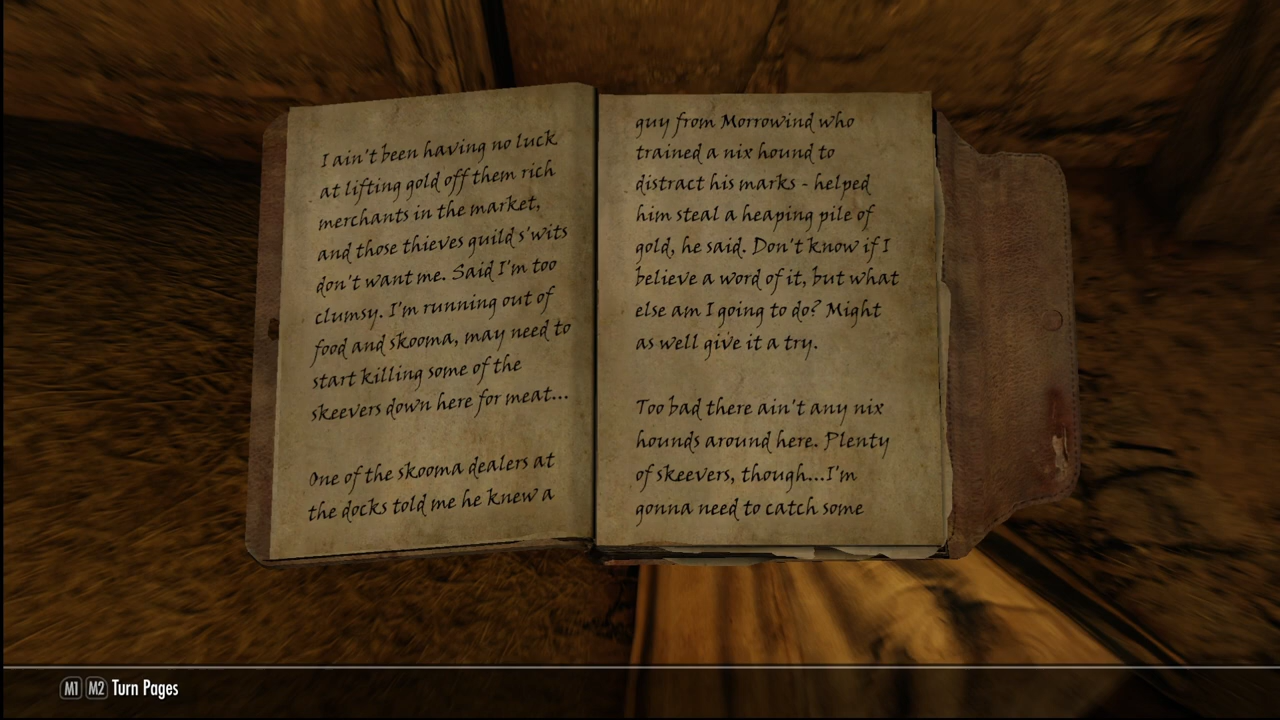 I ain't been having no luck
at lifting gold off them rich
merchants in the market,
and those thieves guild s'wits
don't want me. Said I'm too
clumsy. I'm running out of
food and skooma, may need to
start killing some of the
skeevers down here for meat...
One of the skooma dealers at
the docks told me he knew a
guy from Morrowind who
trained a nix hound to
distract his marks - helped
him steal a heaping pile of
gold, he said. Don't know if I
believe a word of it, but what
else am I going to do? Might
as well give it a try.
Too bad there ain't any nix
hounds around here. Plenty
of skeevers, though...I'm
gonna need to catch some
M1 M2 Turn Pages